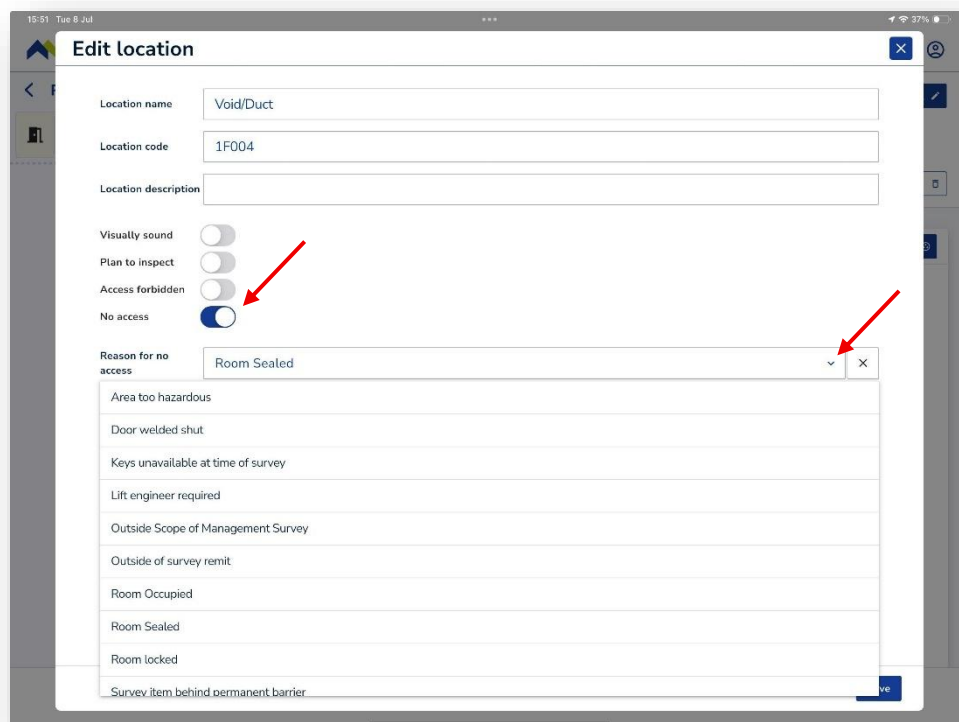 15:51 Tue 8 Jul
37%
Edit location
Location name
Void/Duct
Location code
1F004
Location description
Visually sound
Plan to inspect
Access forbidden
No access
Reason for no
access
Room Sealed
Area too hazardous
Door welded shut
Keys unavailable at time of survey
Lift engineer required
Outside Scope of Management Survey
Outside of survey remit
Room Occupied
Room Sealed
Room locked
Survey item behind permanent barrier